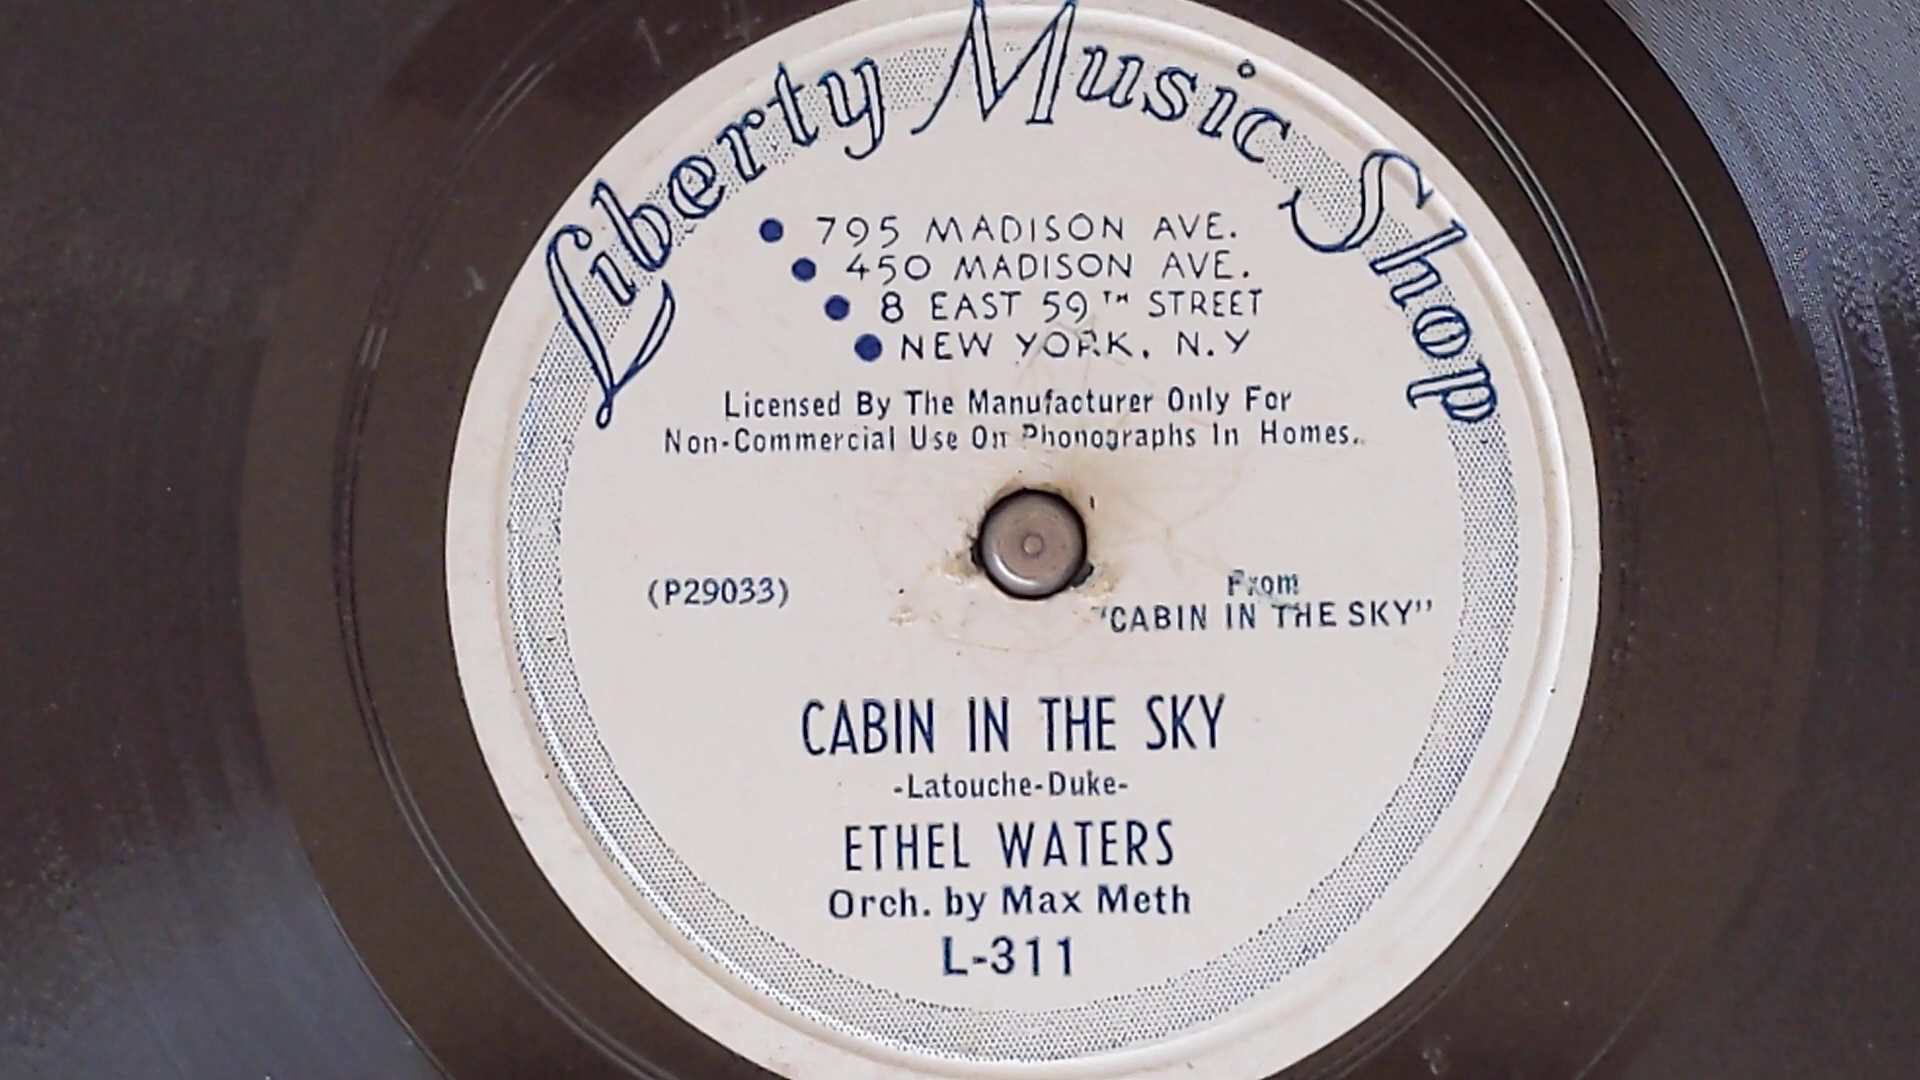 Liberty Music Shop
795 MADISON AVE.
450 MADISON AVE.
8 EAST 59TH STREET
NEW YORK, N.Y
Licensed By The Manufacturer Only For
Non-Commercial Use On Phonographs In Homes.
(P29033)
From
"CABIN IN THE SKY"
CABIN IN THE SKY
-Latouche-Duke-
ETHEL WATERS
Orch. by Max Meth
L-311